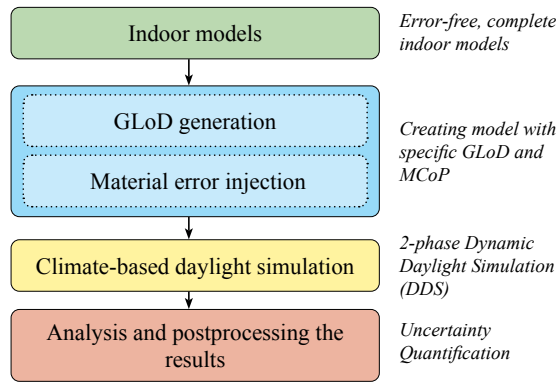 Indoor models
Error-free, complete
indoor models
GLoD generation
Material error injection
Creating model with
specific GLoD and
MCoP
Climate-based daylight simulation
2-phase Dynamic
Daylight Simulation
(DDS)
Analysis and postprocessing the
results
Uncertainty
Quantification